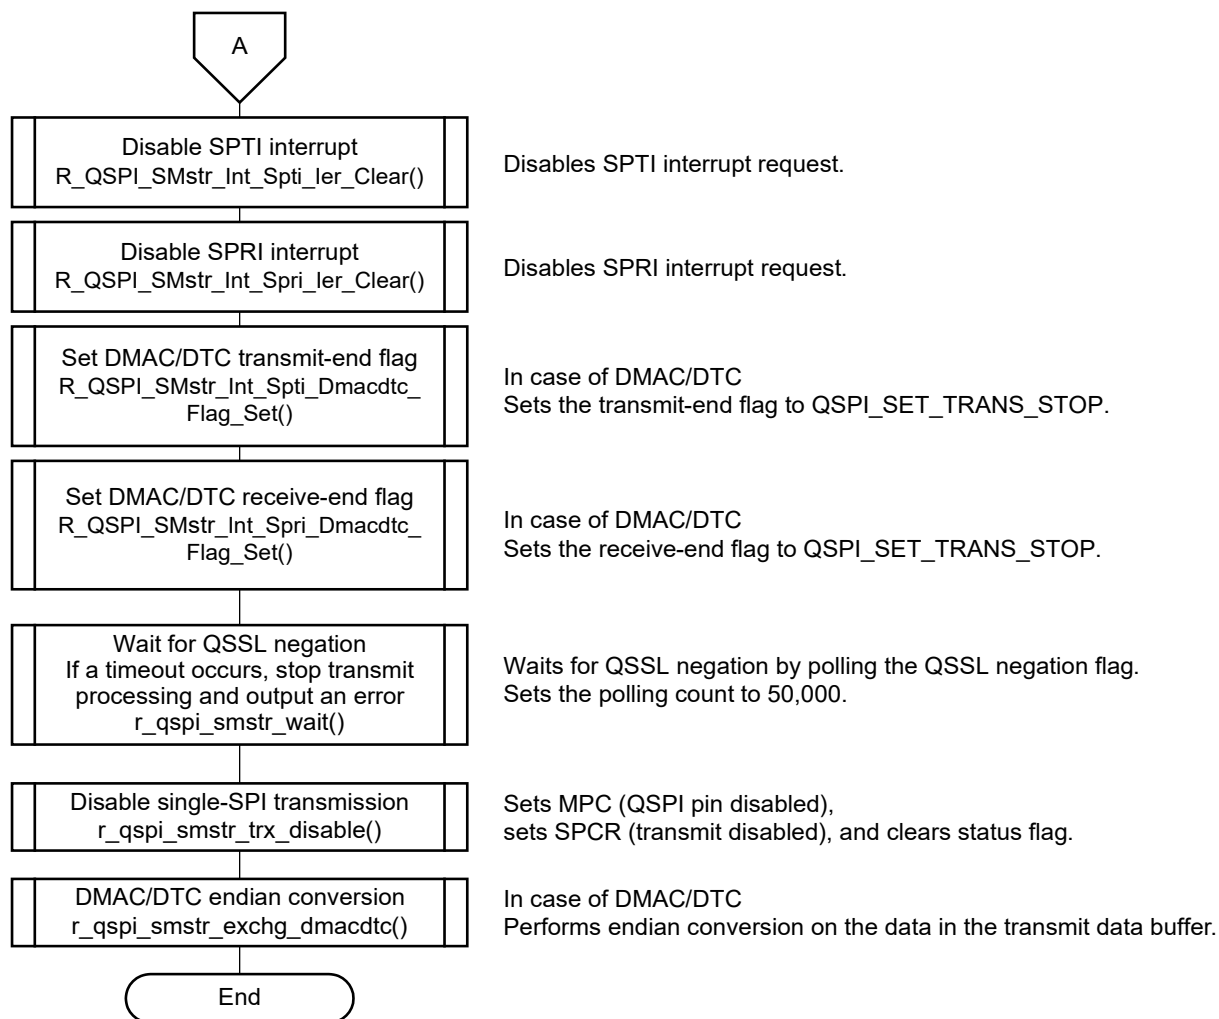 A
Disable SPTI interrupt
R_QSPI_SMstr_Int_Spti_Ier_Clear()
Disables SPTI interrupt request.
Disable SPRI interrupt
R_QSPI_SMstr_Int_Spri_Ier_Clear()
Disables SPRI interrupt request.
Set DMAC/DTC transmit-end flag
R_QSPI_SMstr_Int_Spti_Dmacdtc_
Flag_Set()
In case of DMAC/DTC
Sets the transmit-end flag to QSPI_SET_TRANS_STOP.
Set DMAC/DTC receive-end flag
R_QSPI_SMstr_Int_Spri_Dmacdtc_
Flag_Set()
In case of DMAC/DTC
Sets the receive-end flag to QSPI_SET_TRANS_STOP.
Wait for QSSL negation
If a timeout occurs, stop transmit
processing and output an error
r_qspi_smstr_wait()
Waits for QSSL negation by polling the QSSL negation flag.
Sets the polling count to 50,000.
Disable single-SPI transmission
r_qspi_smstr_trx_disable()
Sets MPC (QSPI pin disabled),
sets SPCR (transmit disabled), and clears status flag.
DMAC/DTC endian conversion
r_qspi_smstr_exchg_dmacdtc()
In case of DMAC/DTC
Performs endian conversion on the data in the transmit data buffer.
End